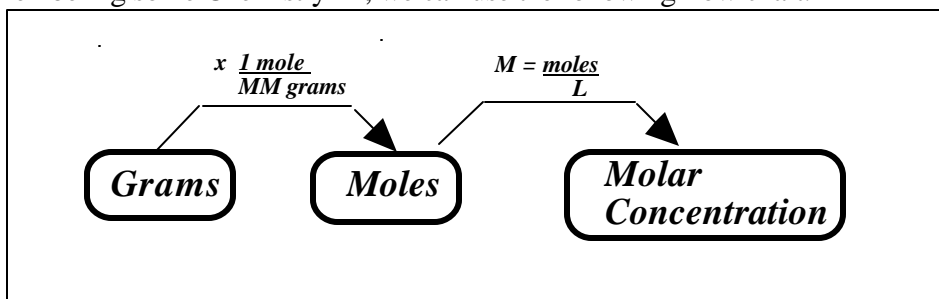 x 1 mole
MM grams
M = moles
L
Grams
Moles
Molar
Concentration